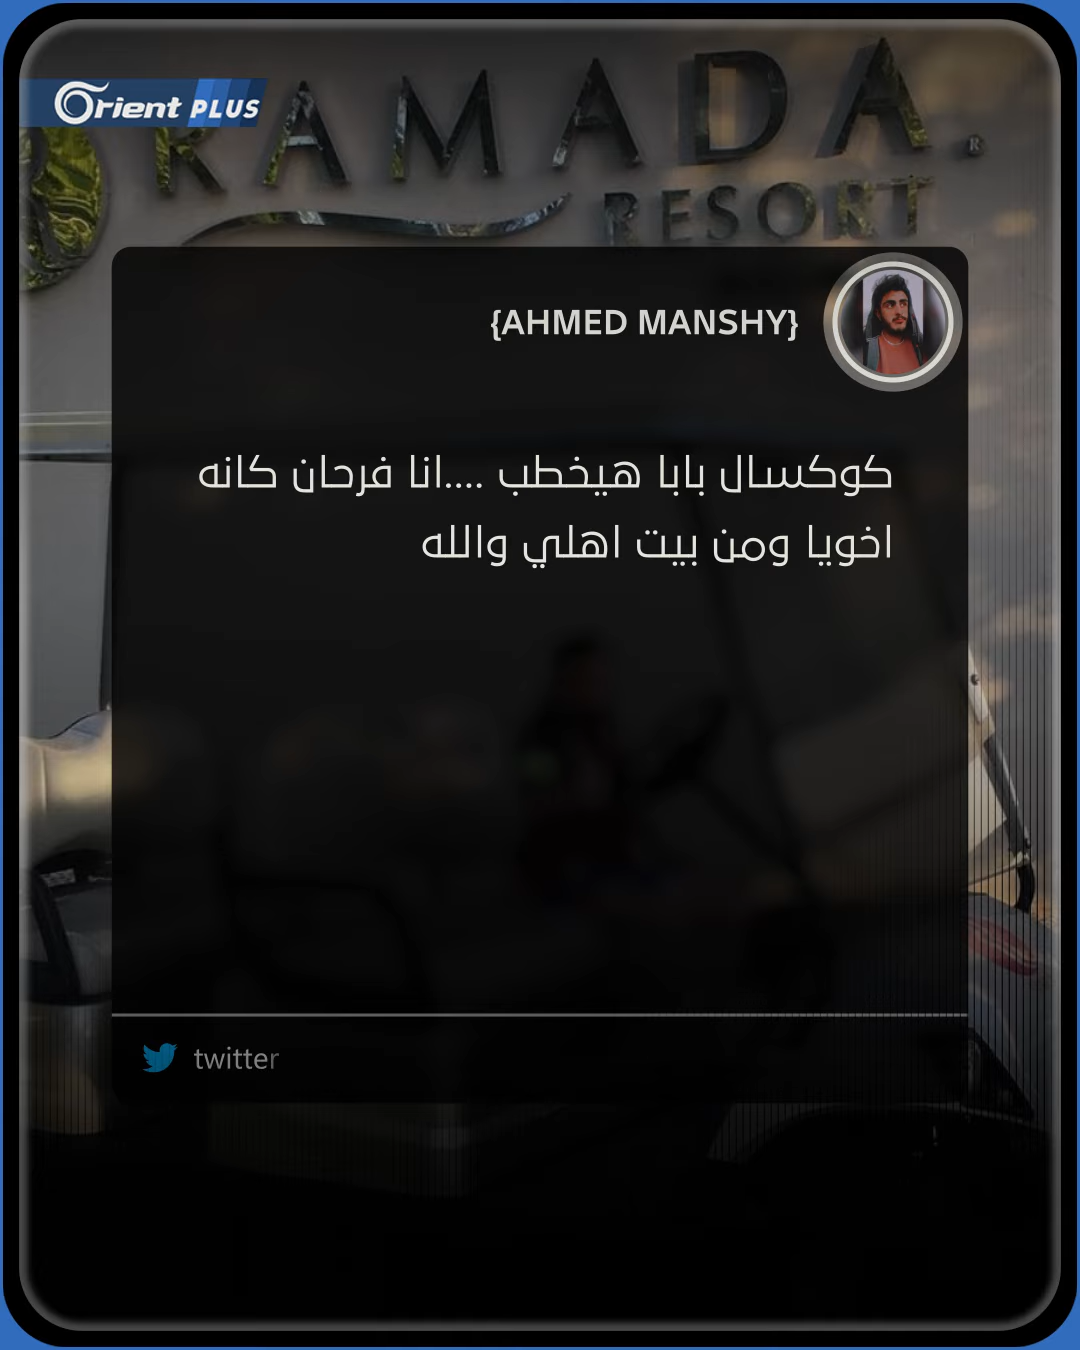 Orient PLUS
RAMADA®
RESORT
{AHMED MANSHY}
كوكسال بابا هيخطب ....انا فرحان كانه
اخويا ومن بيت اهلي والله
twitter